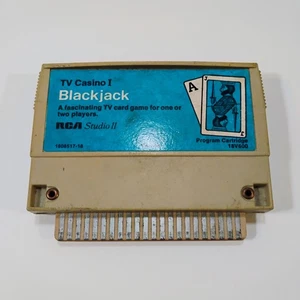 TV Casino I
Blackjack
A fascinating TV card game for one or
two players.
RCA Studio II
A
Program Cartridge
18V600